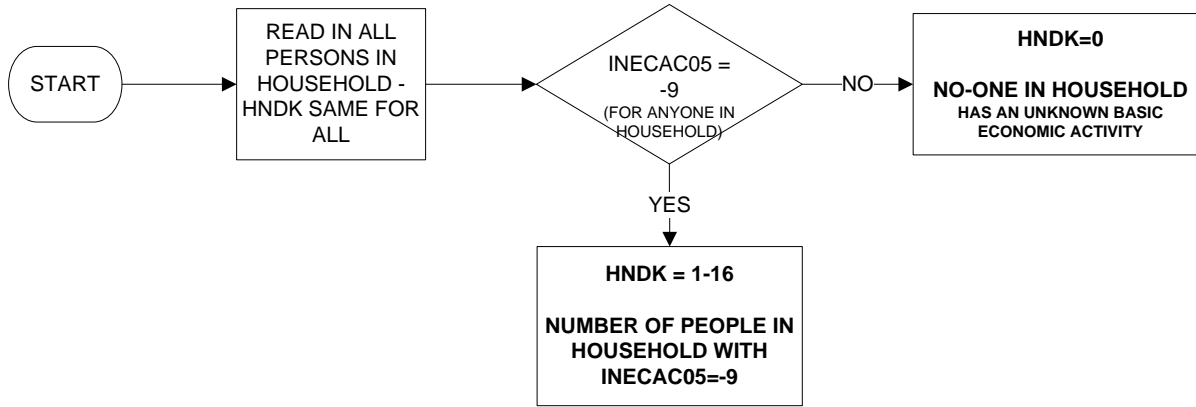 START
READ IN ALL
PERSONS IN
HOUSEHOLD -
HNDK SAME FOR
ALL
INECAC05 =
-9
(FOR ANYONE IN
HOUSEHOLD)
NO
HNDK=0
NO-ONE IN HOUSEHOLD
HAS AN UNKNOWN BASIC
ECONOMIC ACTIVITY
YES
HNDK = 1-16
NUMBER OF PEOPLE IN
HOUSEHOLD WITH
INECAC05=-9